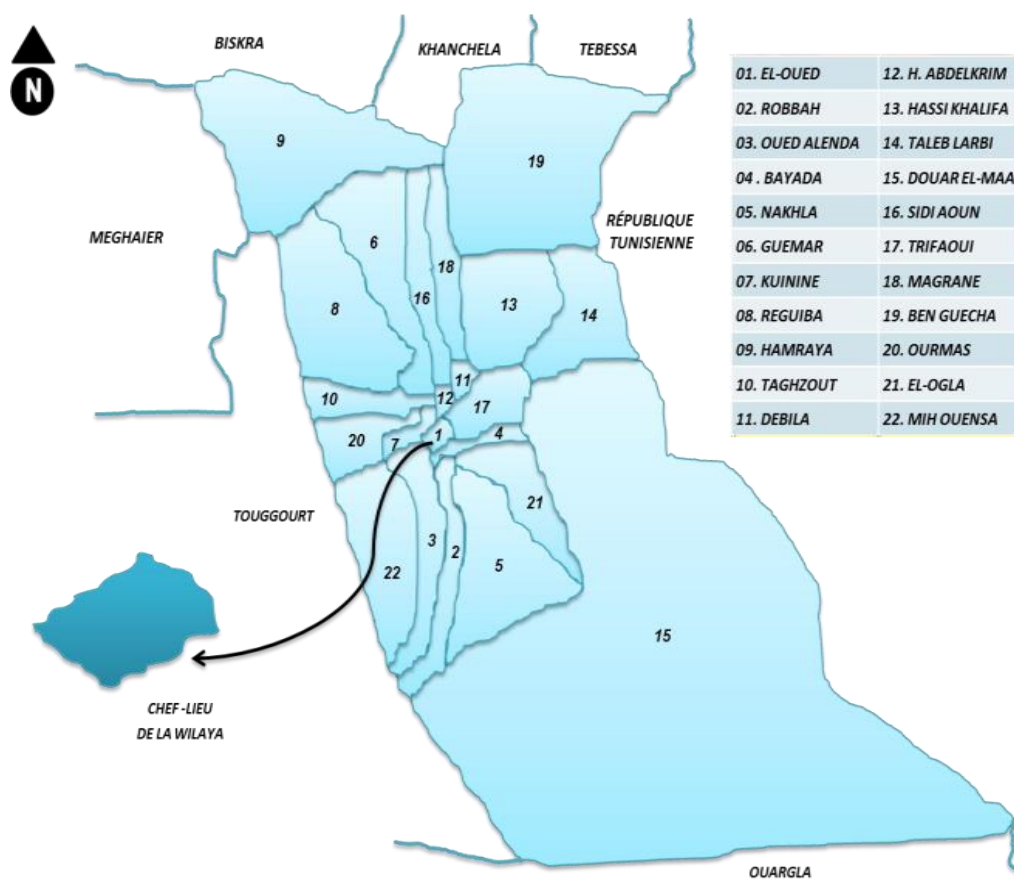 BISKRA
KHANCHELA
TEBESSA
N
9
19
MEGHAIER
RÉPUBLIQUE
TUNISIENNE
6
18
16
8
13
14
11
10
12
17
20
7
1
4
21
TOUGGOURT
3
2
22
5
15
CHEF -LIEU
DE LA WILAYA
OUARGLA
01. EL-OUED
12. H. ABDELKRIM
02. ROBBAH
13. HASSI KHALIFA
03. OUED ALENDA
14. TALEB LARBI
04 . BAYADA
15. DOUAR EL-MAA
05. NAKHLA
16. SIDI AOUN
06. GUEMAR
17. TRIFAOUI
07. KUININE
18. MAGRANE
08. REGUIBA
19. BEN GUECHA
09. HAMRAYA
20. OURMAS
10. TAGHZOUT
21. EL-OGLA
11. DEBILA
22. MIH OUENSA